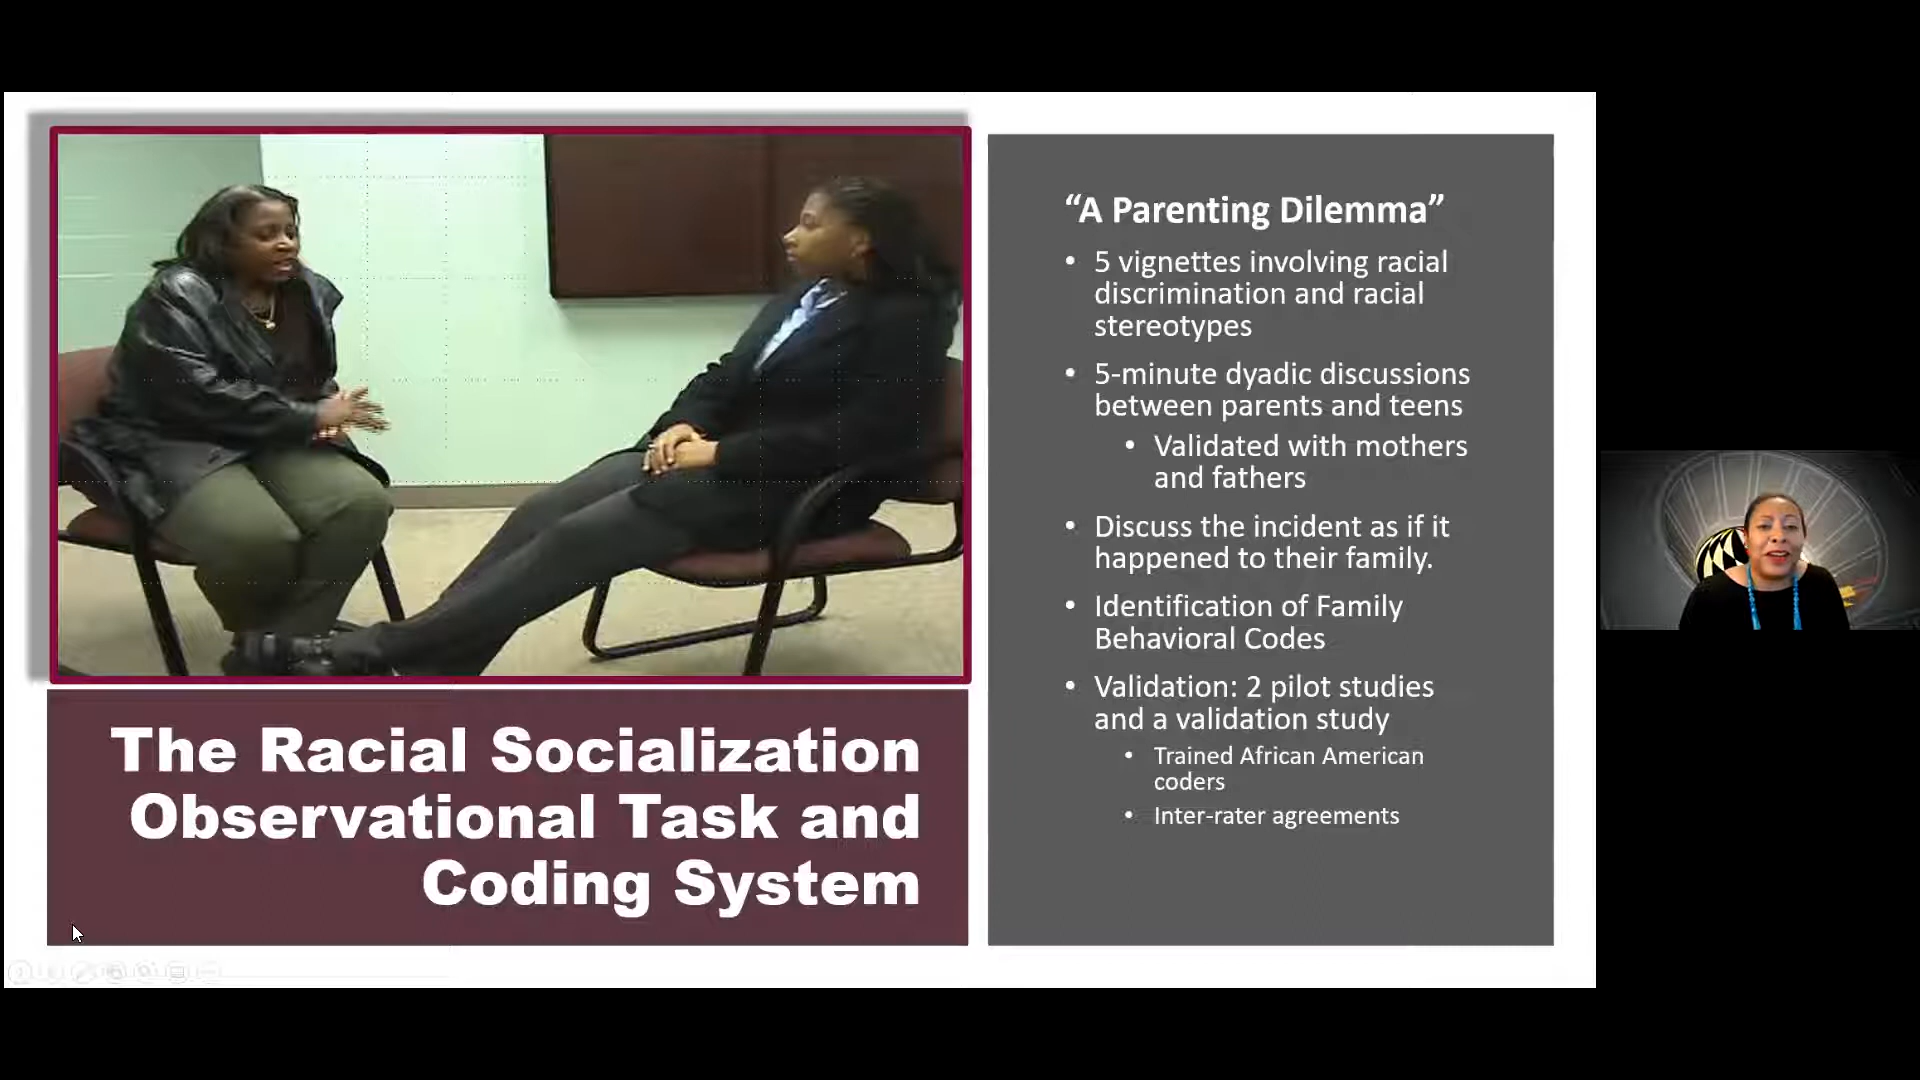 The Racial Socialization
Observational Task and
Coding System
“A Parenting Dilemma”
• 5 vignettes involving racial
discrimination and racial
stereotypes
• 5-minute dyadic discussions
between parents and teens
• Validated with mothers
and fathers
• Discuss the incident as if it
happened to their family.
• Identification of Family
Behavioral Codes
• Validation: 2 pilot studies
and a validation study
• Trained African American
coders
• Inter-rater agreements